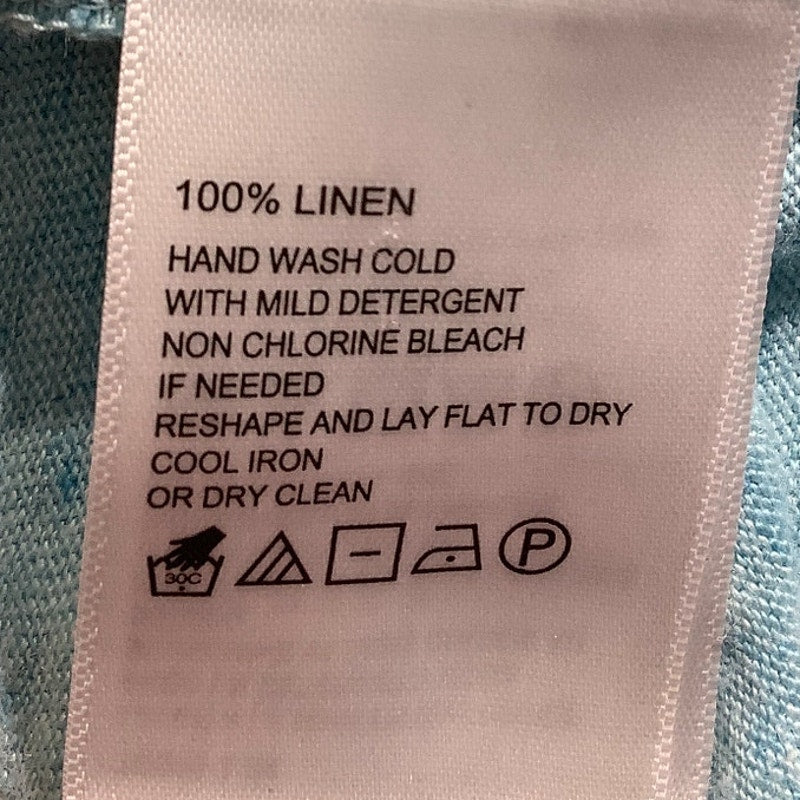 100% LINEN
HAND WASH COLD
WITH MILD DETERGENT
NON CHLORINE BLEACH
IF NEEDED
RESHAPE AND LAY FLAT TO DRY
COOL IRON
OR DRY CLEAN
30C P